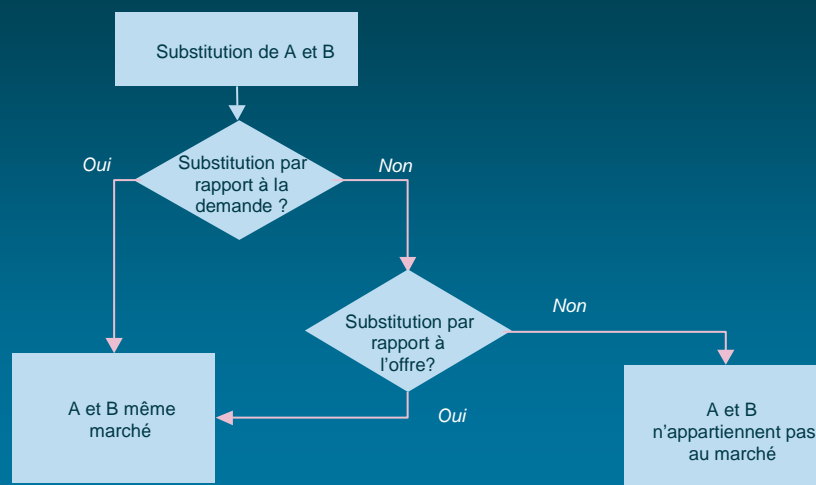 Substitution de A et B
Oui
Substitution par
rapport à la
demande ?
Non
Substitution par
rapport à
l'offre?
Non
A et B même
marché
Oui
A et B
n'appartiennent pas
au marché